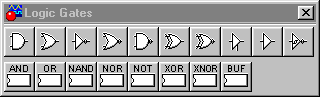 Logic Gates
AND OR NAND NOR NOT XOR XNOR BUF